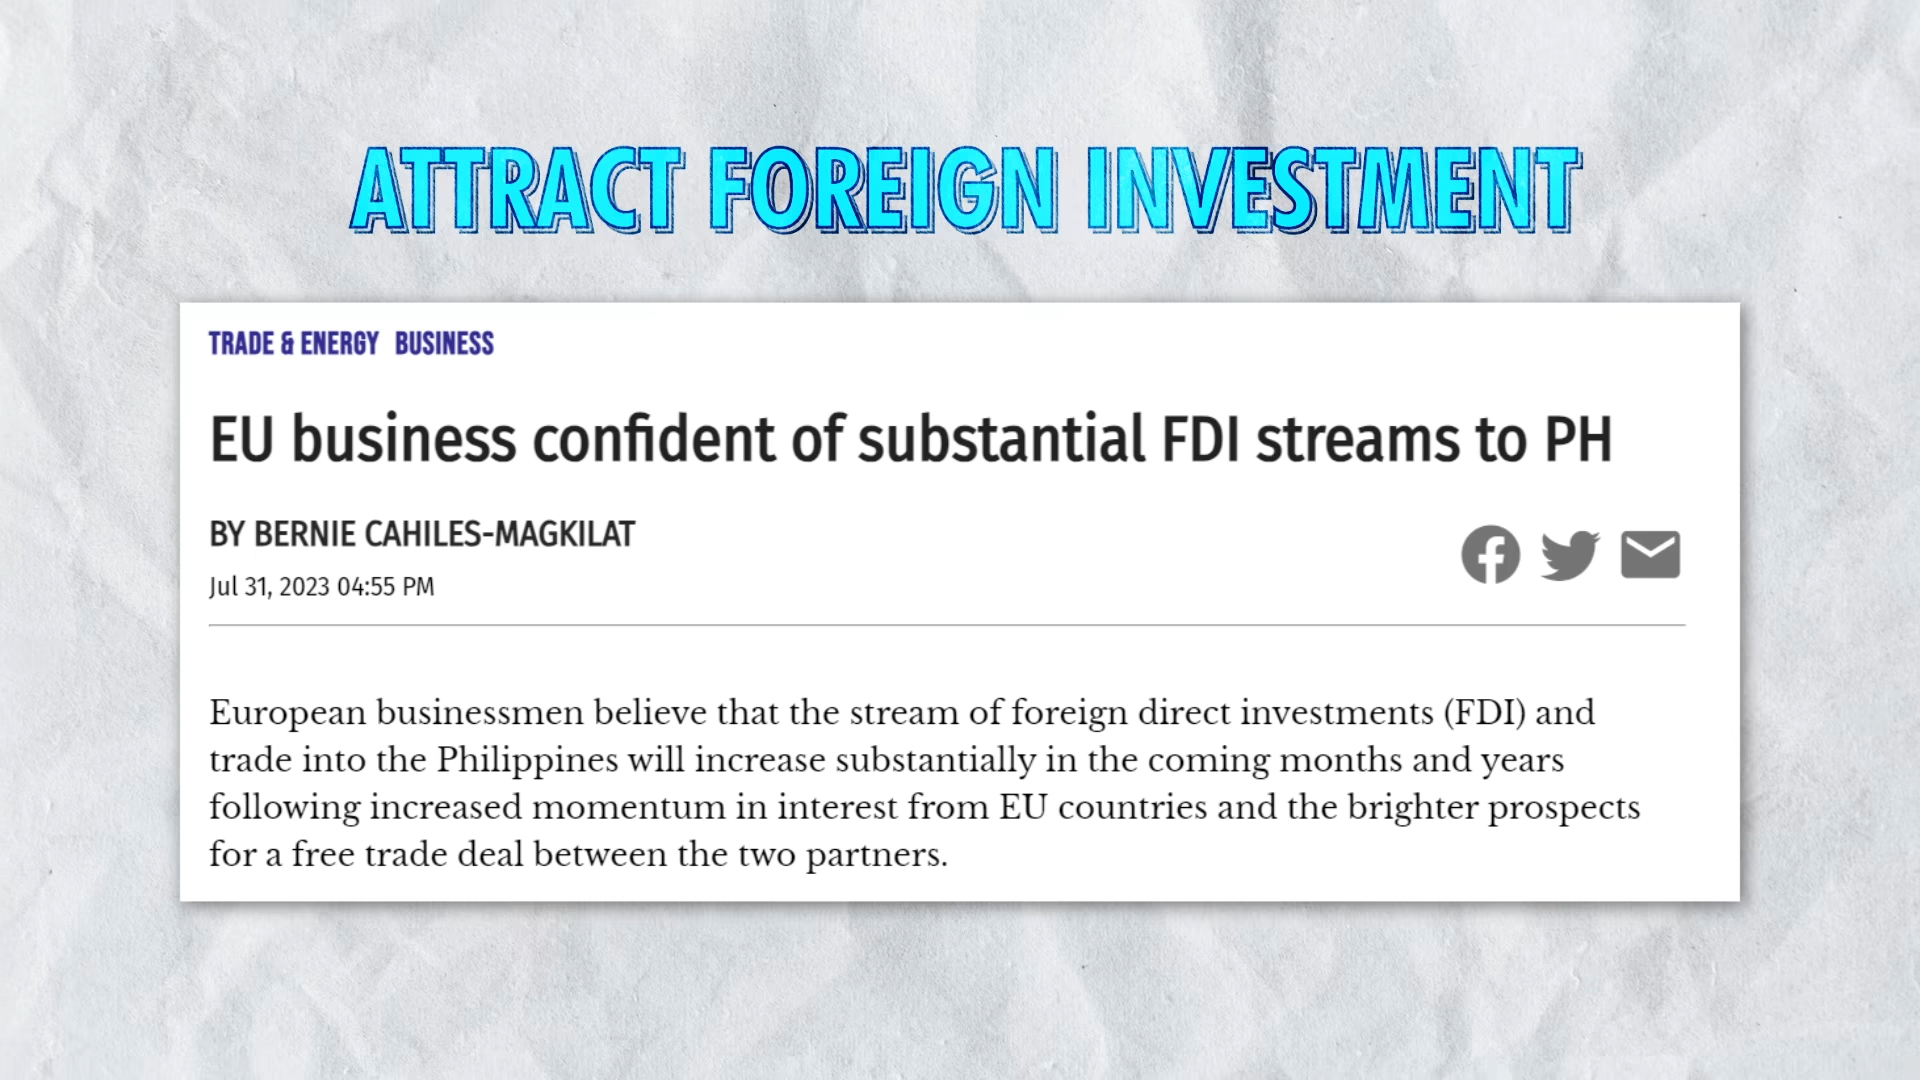 ATTRACT FOREIGN INVESTMENT
TRADE & ENERGY BUSINESS
EU business confident of substantial FDI streams to PH
BY BERNIE CAHILES-MAGKILAT
Jul 31, 2023 04:55 PM
European businessmen believe that the stream of foreign direct investments (FDI) and
trade into the Philippines will increase substantially in the coming months and years
following increased momentum in interest from EU countries and the brighter prospects
for a free trade deal between the two partners.